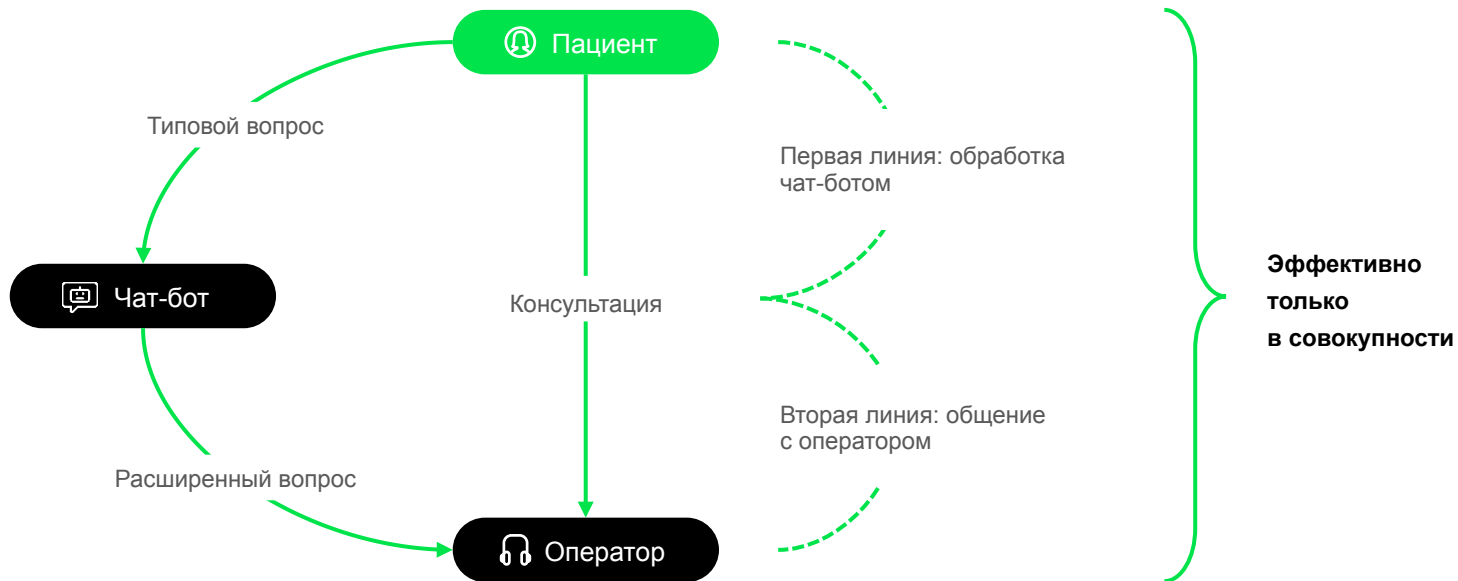 Пациент
Типовой вопрос
Первая линия: обработка
чат-ботом
Чат-бот
Консультация
Эффективно
только
в совокупности
Вторая линия: общение
с оператором
Расширенный вопрос
Оператор